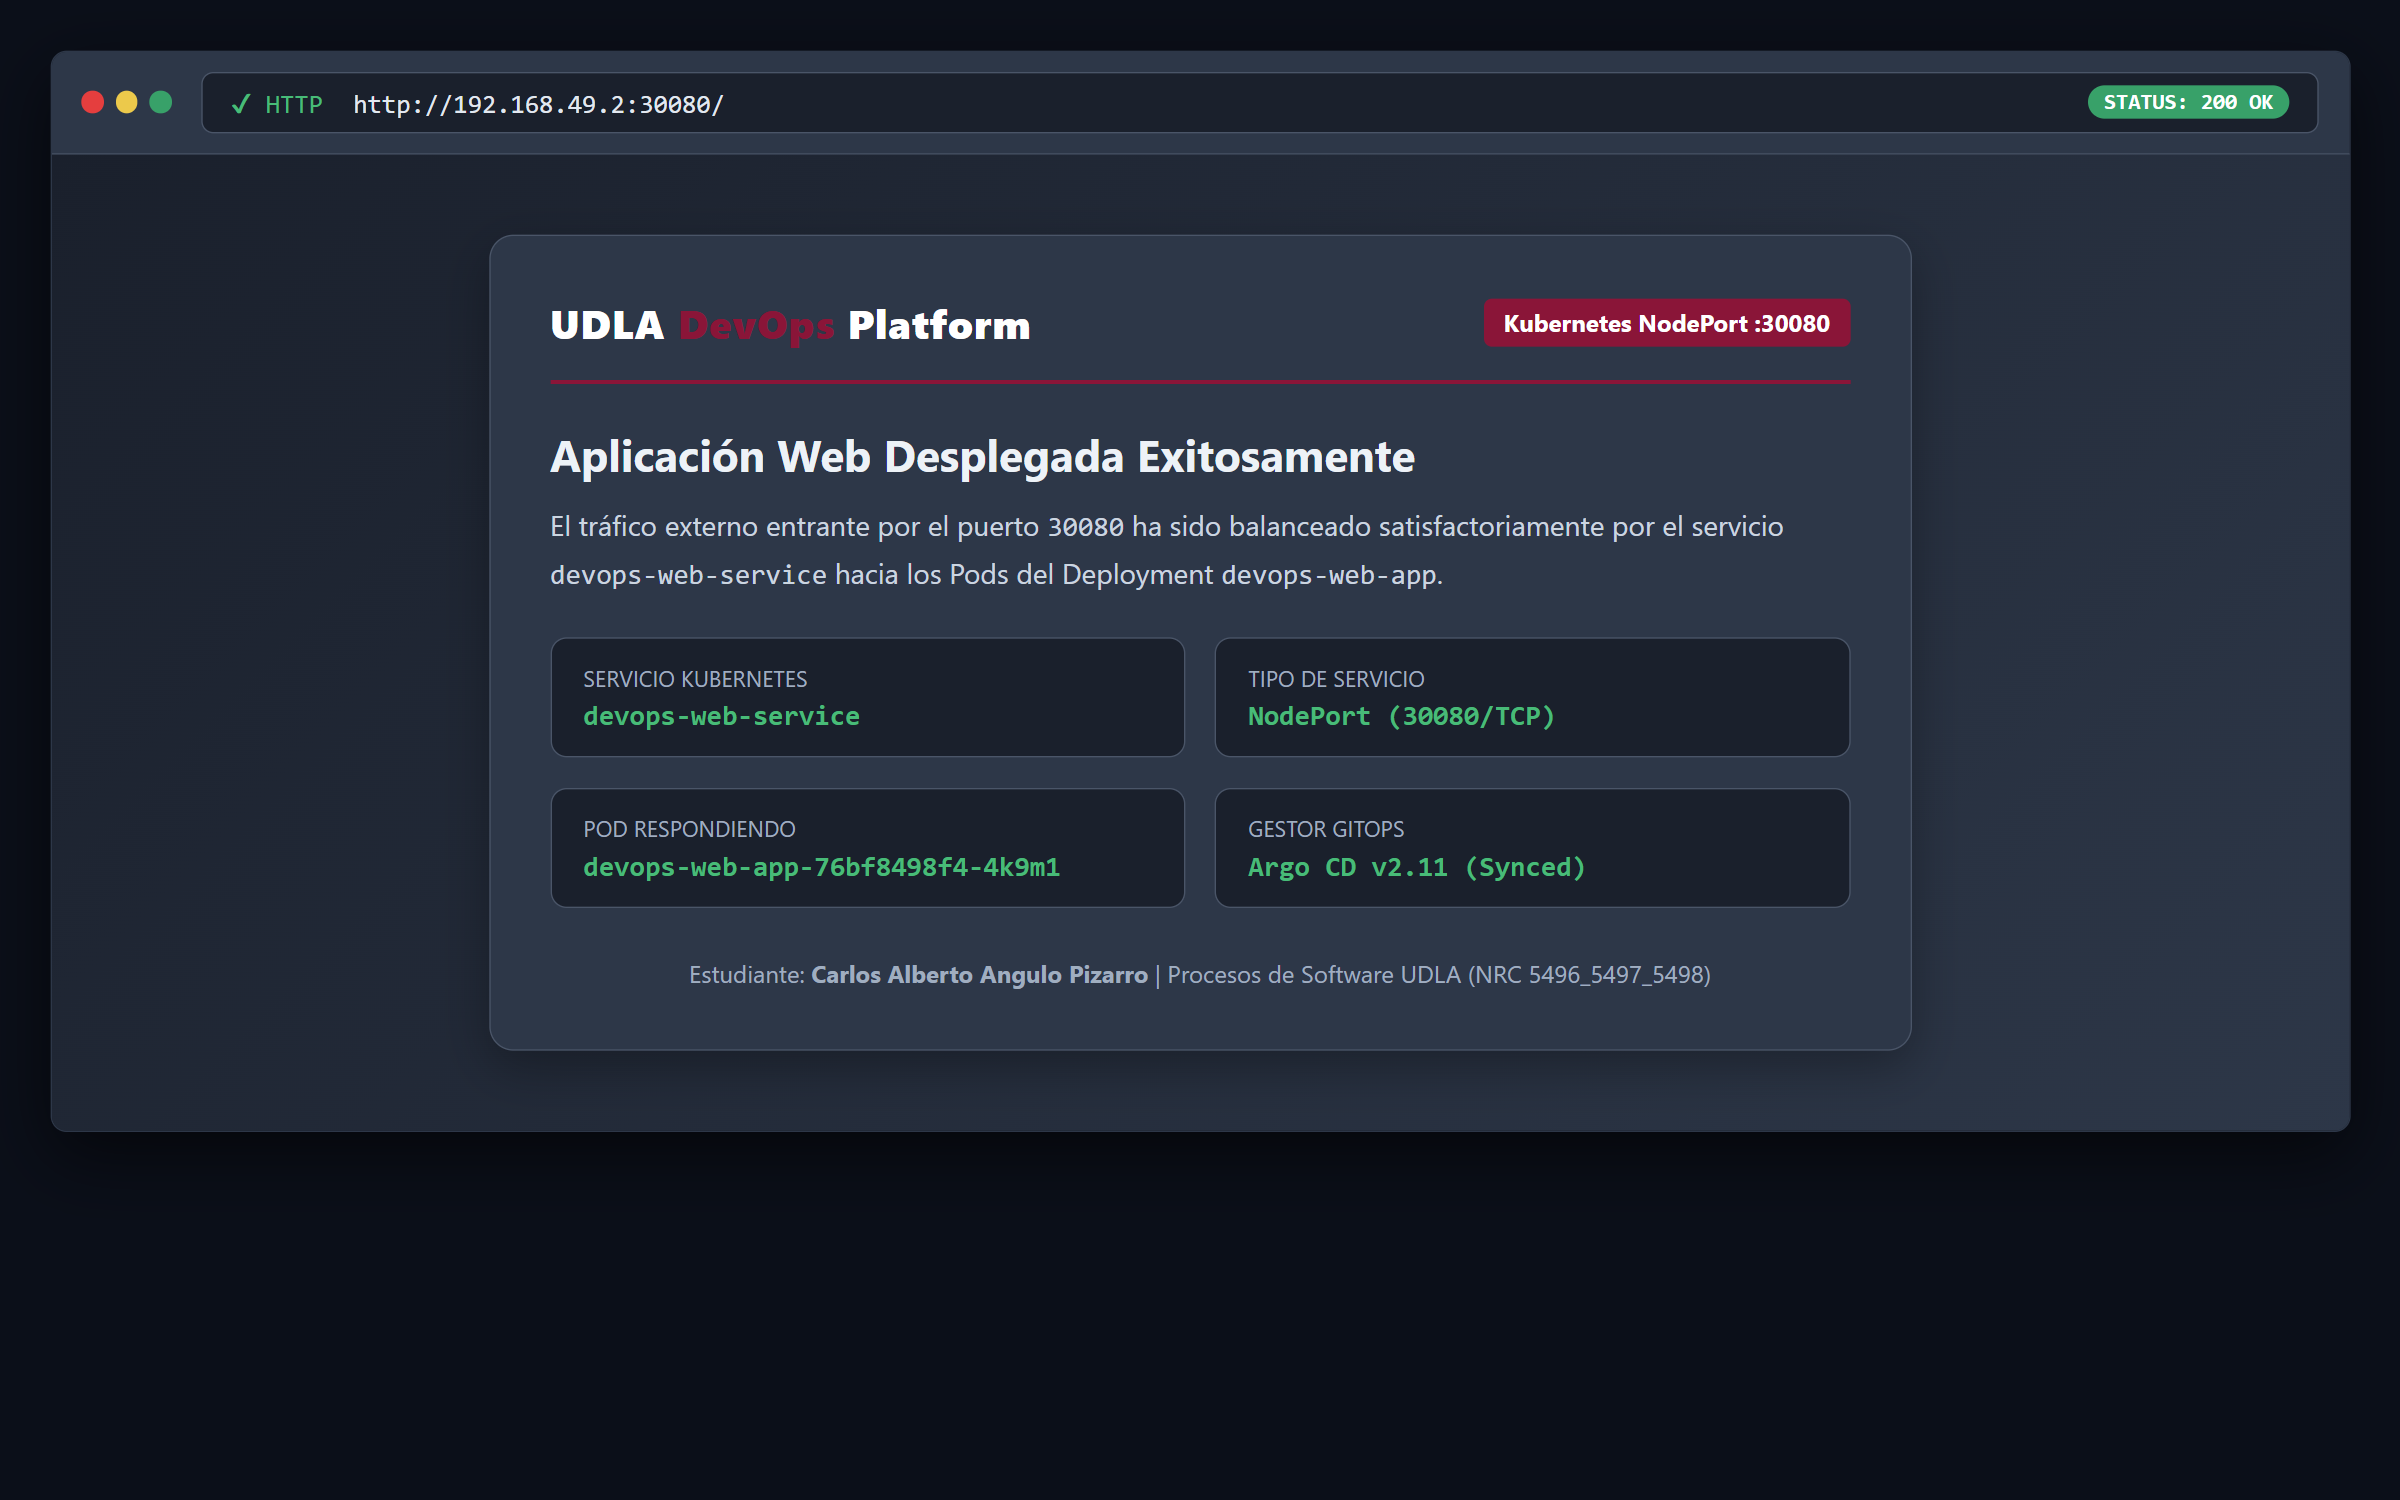 ✓ HTTP http://192.168.49.2:30080/ STATUS: 200 OK
UDLA DevOps Platform
Kubernetes NodePort :30080
Aplicación Web Desplegada Exitosamente
El tráfico externo entrante por el puerto 30080 ha sido balanceado satisfactoriamente por el servicio
devops-web-service hacia los Pods del Deployment devops-web-app.
SERVICIO KUBERNETES
devops-web-service
TIPO DE SERVICIO
NodePort (30080/TCP)
POD RESPONDIENDO
devops-web-app-76bf8498f4-4k9m1
GESTOR GITOPS
Argo CD v2.11 (Synced)
Estudiante: Carlos Alberto Angulo Pizarro | Procesos de Software UDLA (NRC 5496_5497_5498)